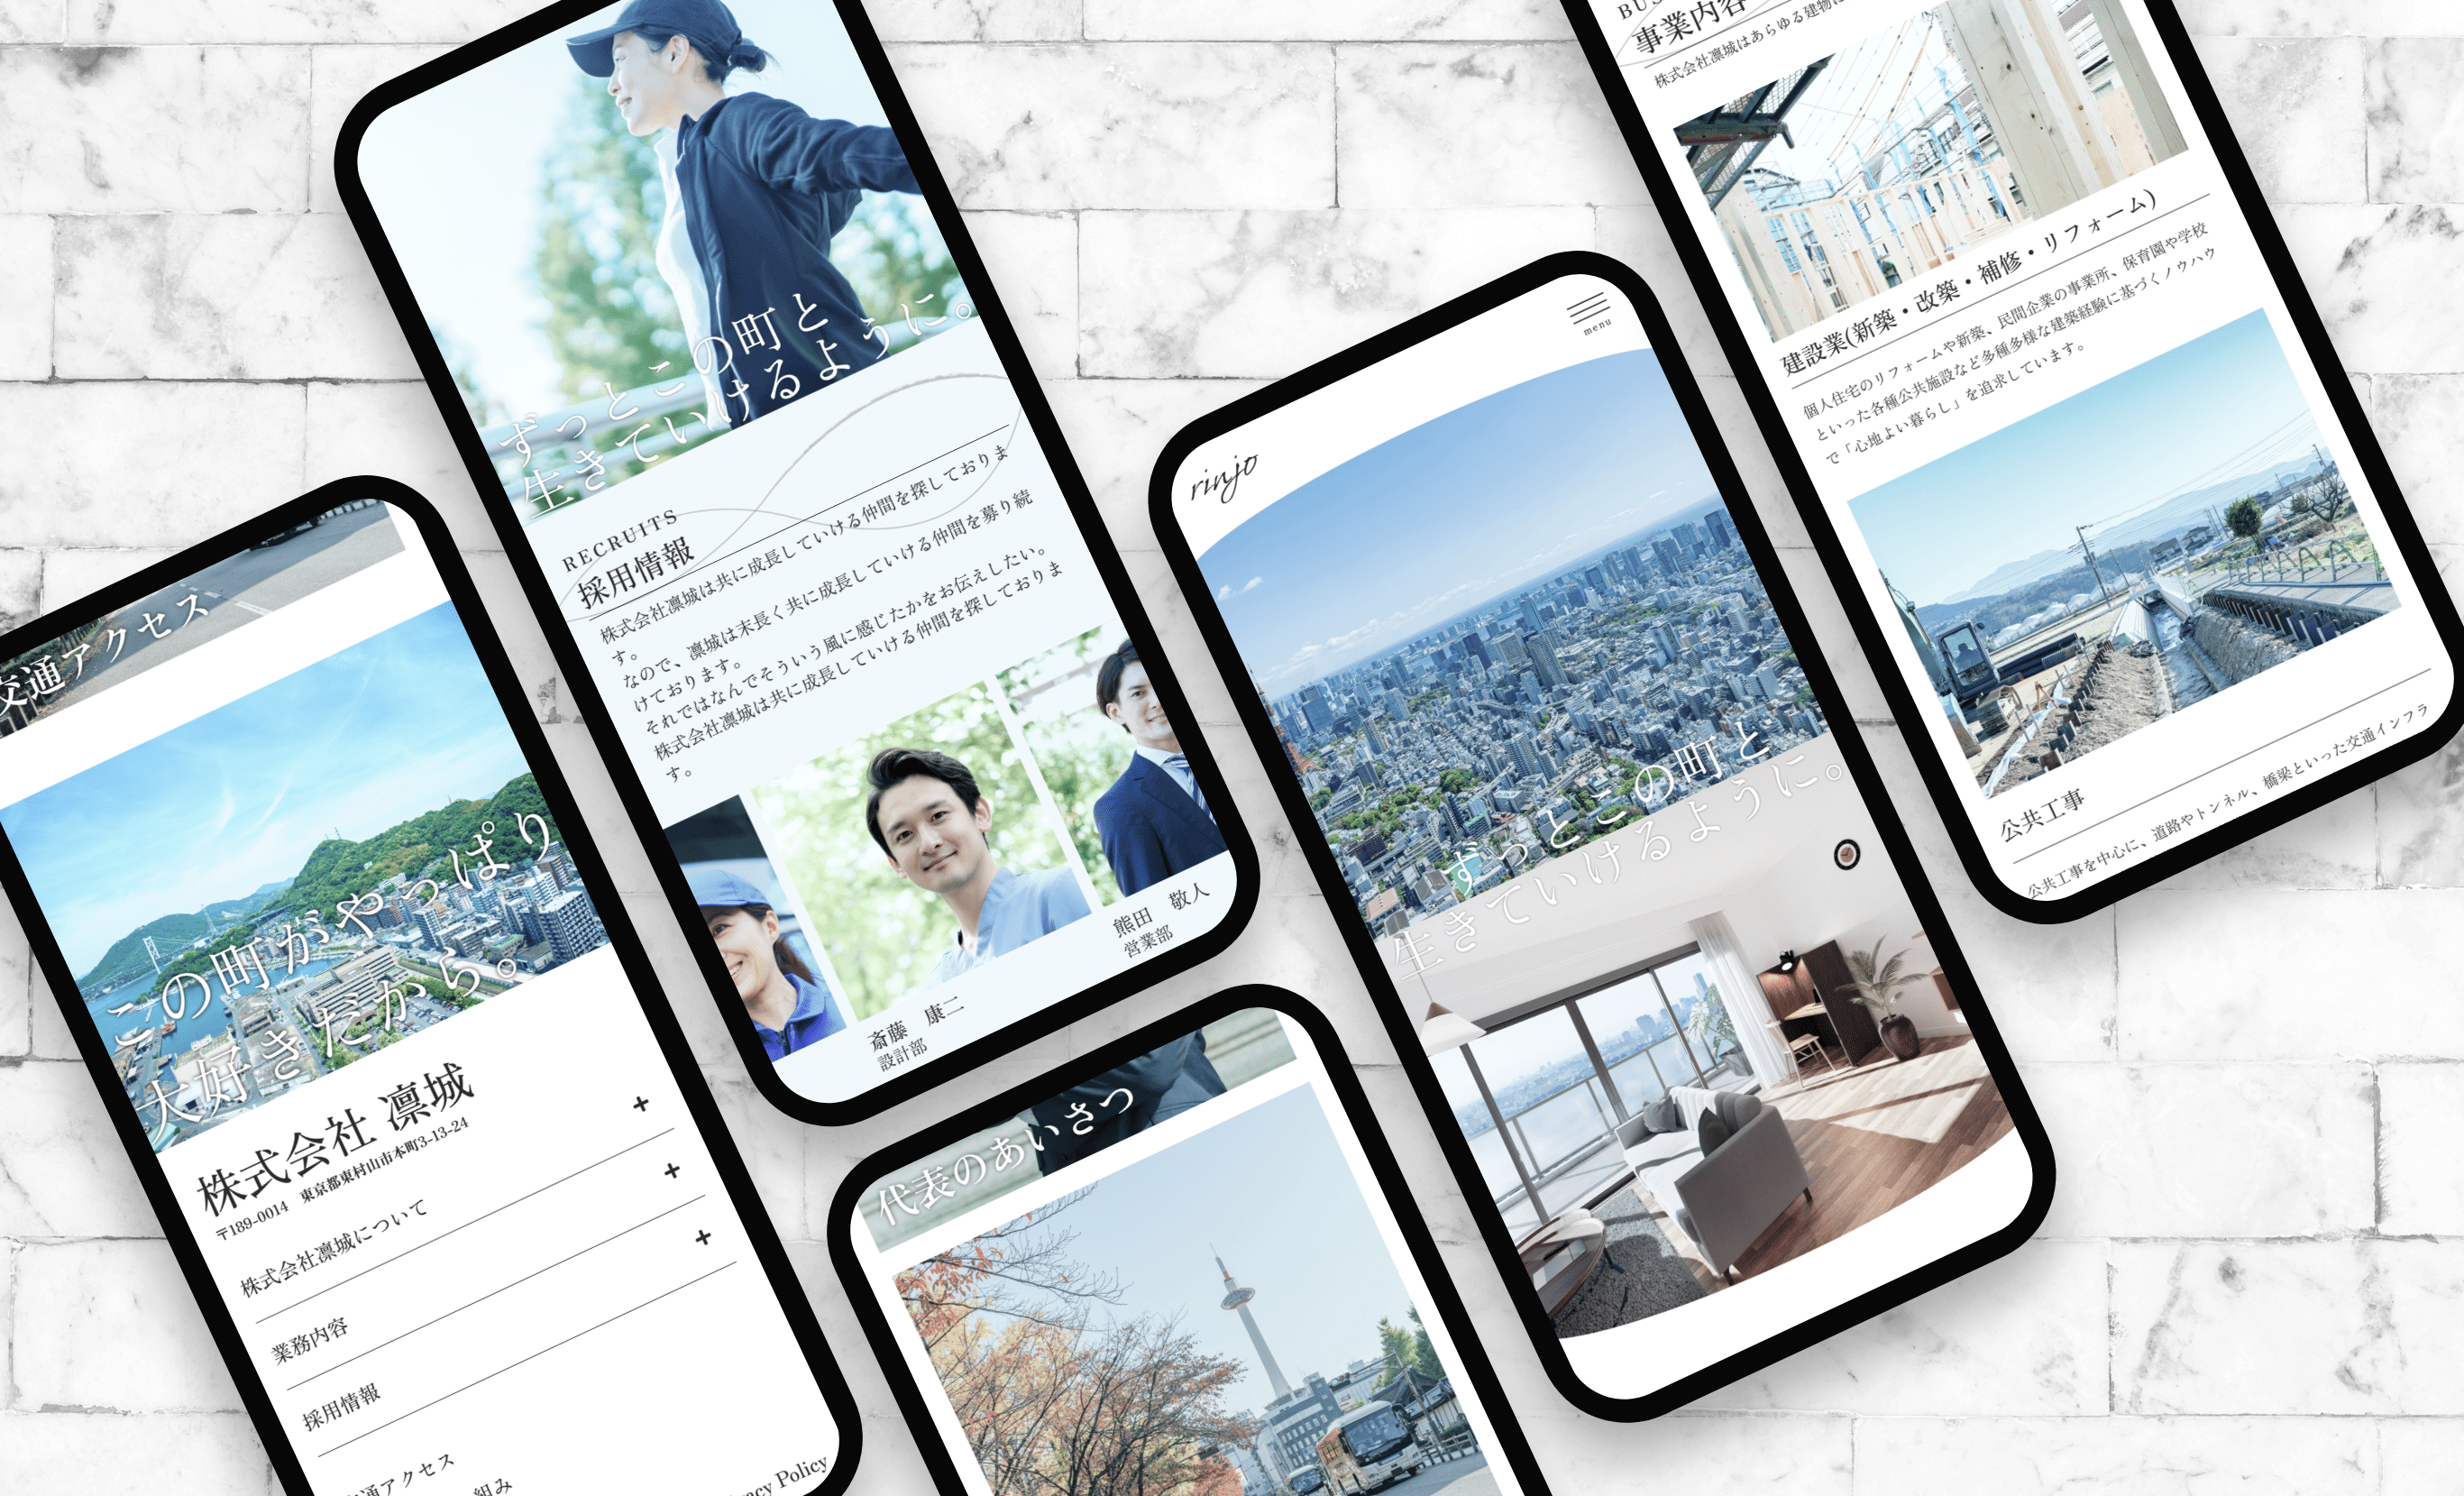 交通アクセス
この町がやっぱり
大好きだから。
株式会社 凛城
〒189-0014　東京都東村山市本町3-13-24
株式会社凛城について
+
業務内容
+
採用情報
+
通アクセス
組み
Policy
ずっとこの町と
生きていけるように。
RECRUITS
採用情報
株式会社凛城は共に成長していける仲間を探しておりま
す。
なので、凛城は末長く共に成長していける仲間を募り続
けております。
それではなんでそういう風に感じたかをお伝えしたい。
株式会社凛城は共に成長していける仲間を探しておりま
す。
斎藤　康二
設計部
熊田　敬人
営業部
代表のあいさつ
rinjo
menu
ずっとこの町と
生きていけるように。
事業内容
株式会社凛城はあらゆる建物に
建設業(新築・改築・補修・リフォーム)
個人住宅のリフォームや新築、民間企業の事業所、保育園や学校
といった各種公共施設など多種多様な建築経験に基づくノウハウ
で「心地よい暮らし」を追求しています。
公共工事
公共工事を中心に、道路やトンネル、橋梁といった交通インフラ